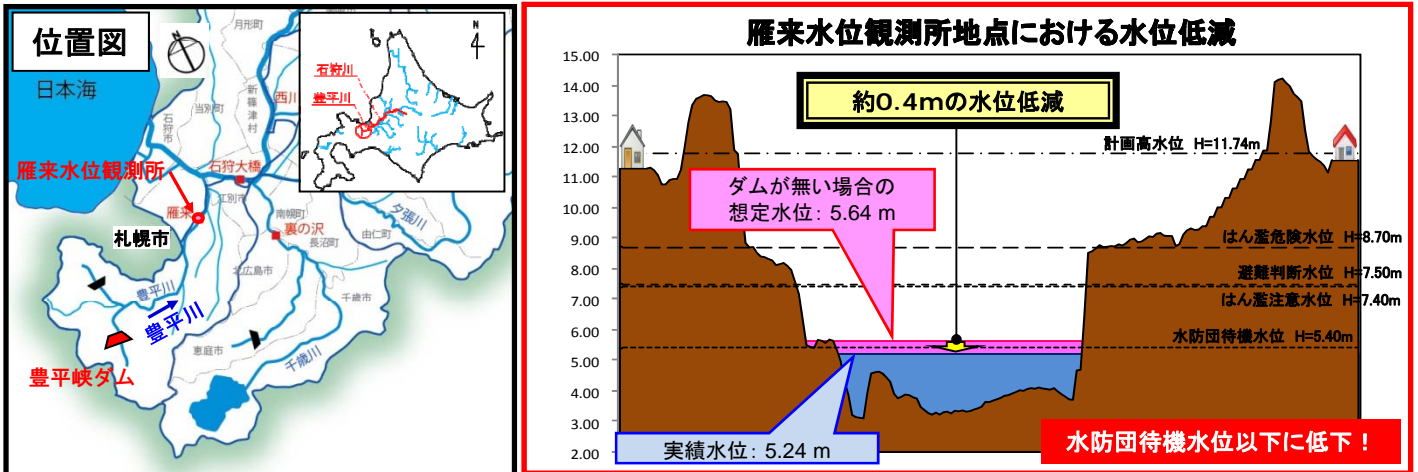 位置図
日本海
N
4
石狩川
豊平川
月形町
当別町
新篠津村
西川
石狩市
雁来水位観測所
石狩大橋
江別市
雁来
札幌市
南幌町
裏の沢
長沼町
由仁町
夕張川
北広島市
千歳市
豊平川
豊平川
恵庭市
千歳川
豊平峡ダム
雁来水位観測所地点における水位低減
15.00
14.00
13.00
12.00
11.00
10.00
9.00
8.00
7.00
6.00
5.00
4.00
3.00
2.00
約0.4mの水位低減
計画高水位 H=11.74m
ダムが無い場合の
想定水位: 5.64 m
はん濫危険水位 H=8.70m
避難判断水位 H=7.50m
はん濫注意水位 H=7.40m
水防団待機水位 H=5.40m
実績水位: 5.24 m
水防団待機水位以下に低下!